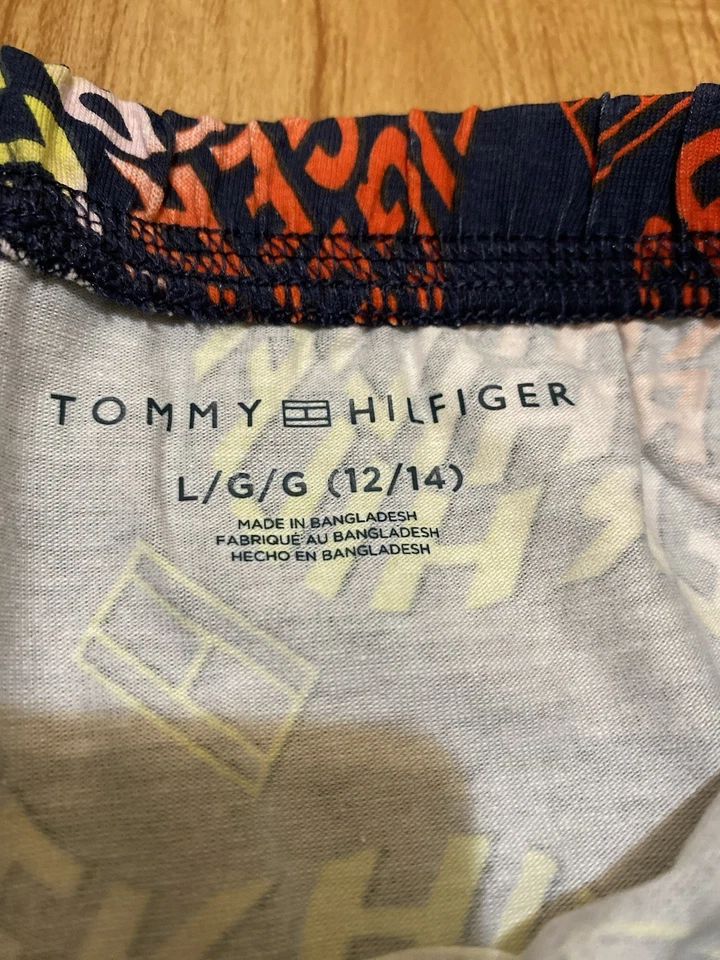 TOMMY HILFIGER
L/G/G (12/14)
MADE IN BANGLADESH
FABRIQUÉ AU BANGLADESH
HECHO EN BANGLADESH